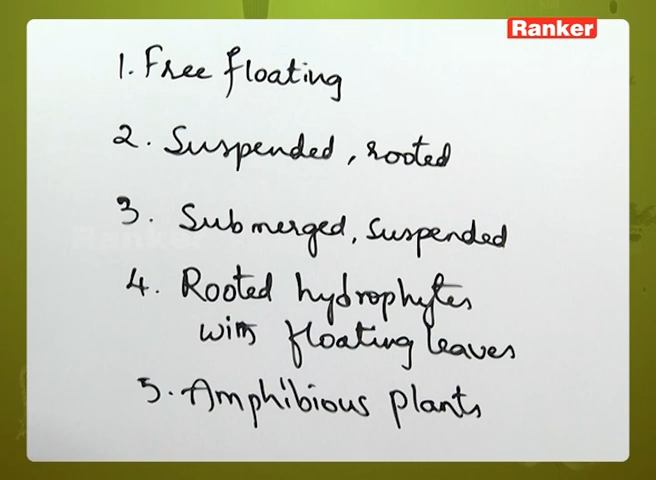 Ranker
1. Free floating
2. Suspended, rooted
3. Submerged, suspended
Ranker
4. Rooted hydrophytes
with floating leaves
5. Amphibious plants